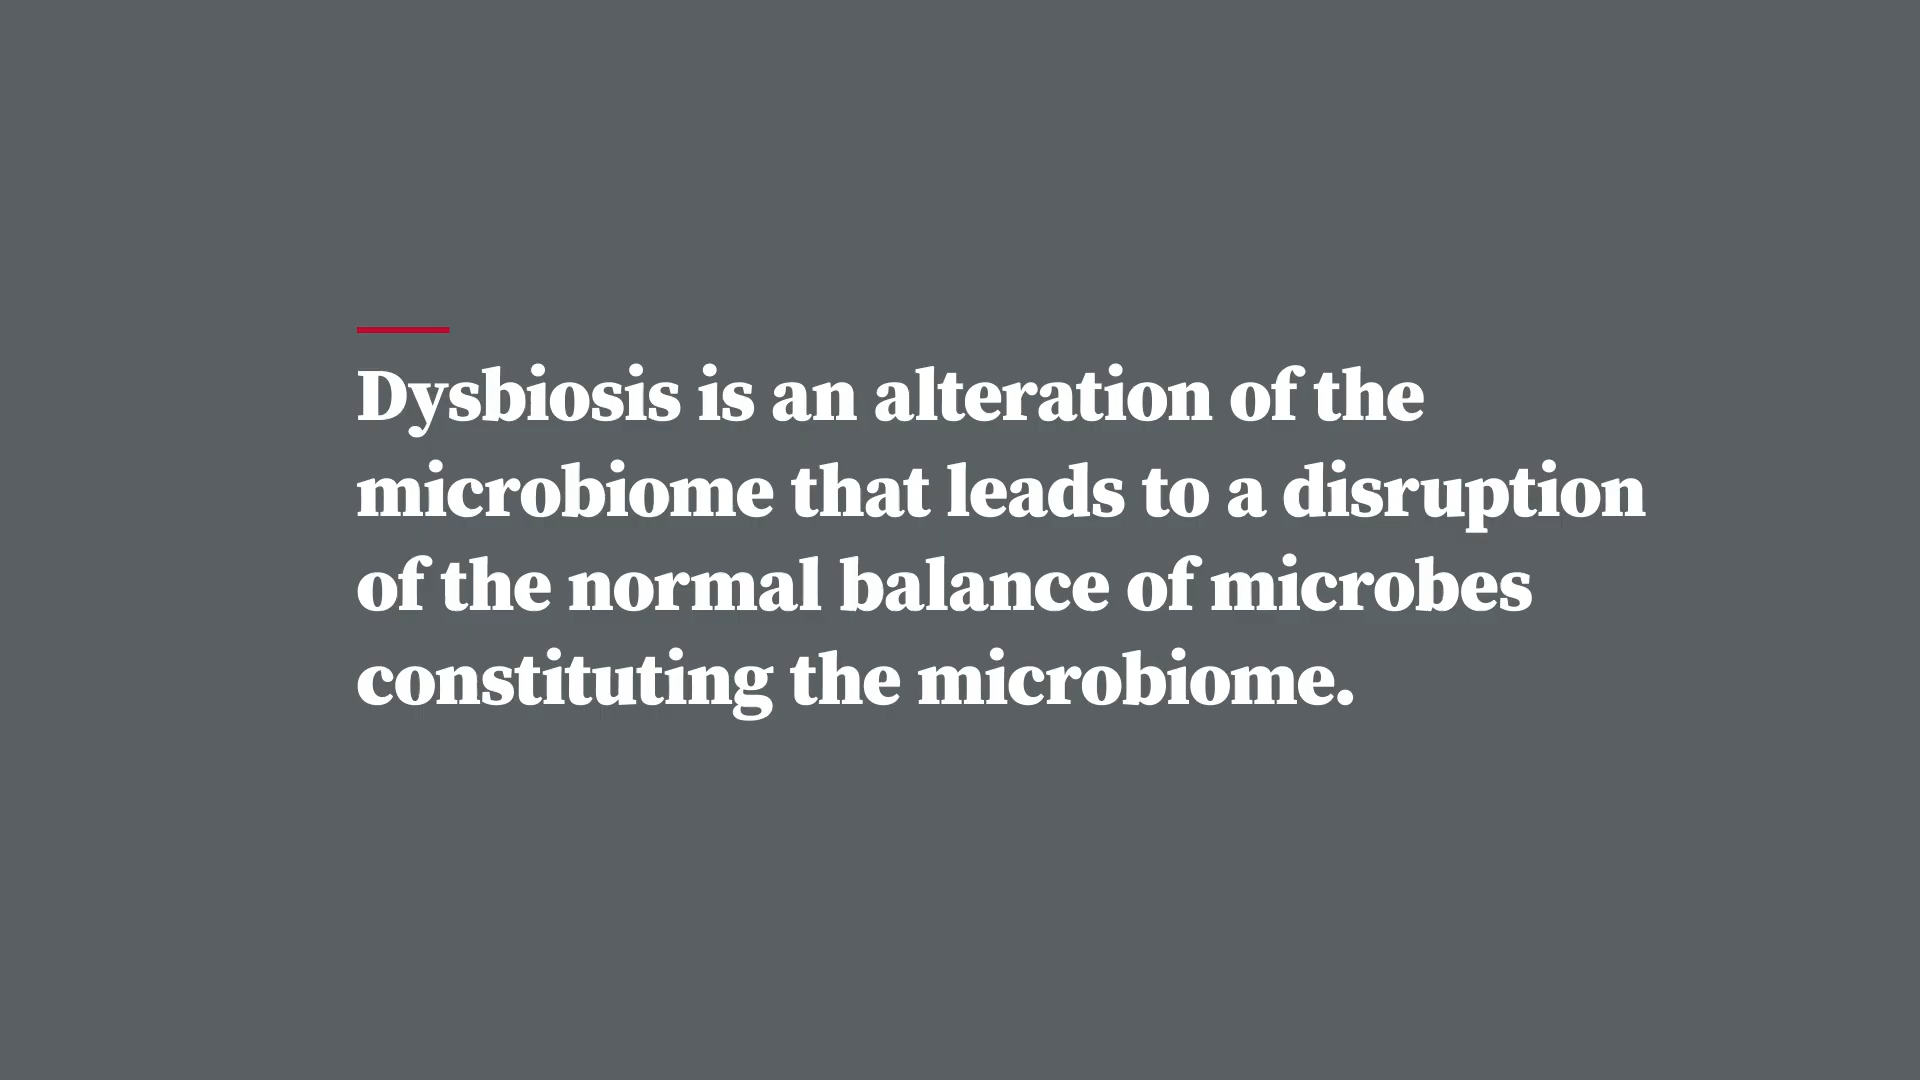 Dysbiosis is an alteration of the
microbiome that leads to a disruption
of the normal balance of microbes
constituting the microbiome.